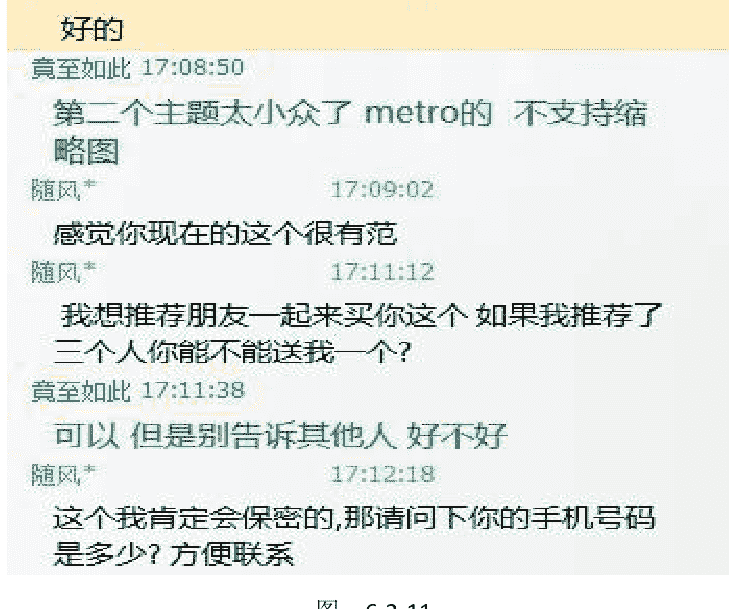 好的
竟至如此 17:08:50
第二个主题太小众了 metro的 不支持缩
略图
随风* 17:09:02
感觉你现在的这个很有范
随风* 17:11:12
我想推荐朋友一起来买你这个 如果我推荐了
三个人你能不能送我一个?
竟至如此 17:11:38
可以 但是别告诉其他人 好不好
随风* 17:12:18
这个我肯定会保密的,那请问下你的手机号码
是多少? 方便联系
图 6-2-11